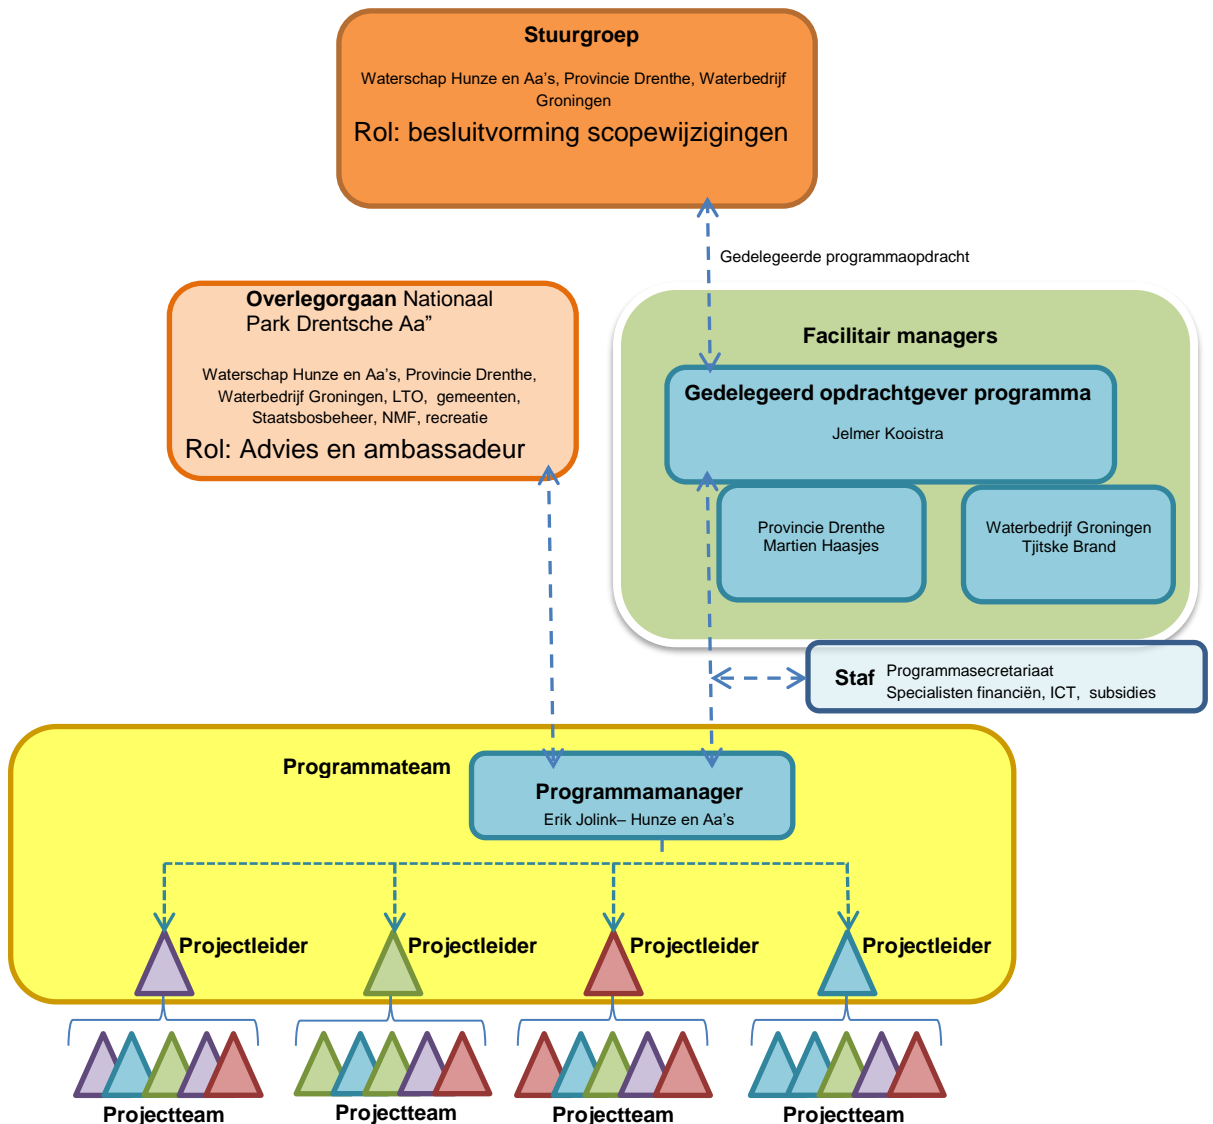 Stuurgroep
Waterschap Hunze en Aa's, Provincie Drenthe, Waterbedrijf
Groningen
Rol: besluitvorming scopewijzigingen
Gedelegeerde programmaopdracht
Overlegorgaan Nationaal
Park Drentsche Aa”
Waterschap Hunze en Aa's, Provincie Drenthe,
Waterbedrijf Groningen, LTO, gemeenten,
Staatsbosbeheer, NMF, recreatie
Rol: Advies en ambassadeur
Facilitair managers
Gedelegeerd opdrachtgever programma
Jelmer Kooistra
Provincie Drenthe
Martien Haasjes
Waterbedrijf Groningen
Tjitske Brand
Staf
Programmasecretariaat
Specialisten financiën, ICT, subsidies
Programmateam
Programmamanager
Erik Jolink– Hunze en Aa's
Projectleider
Projectleider
Projectleider
Projectleider
Projectteam
Projectteam
Projectteam
Projectteam